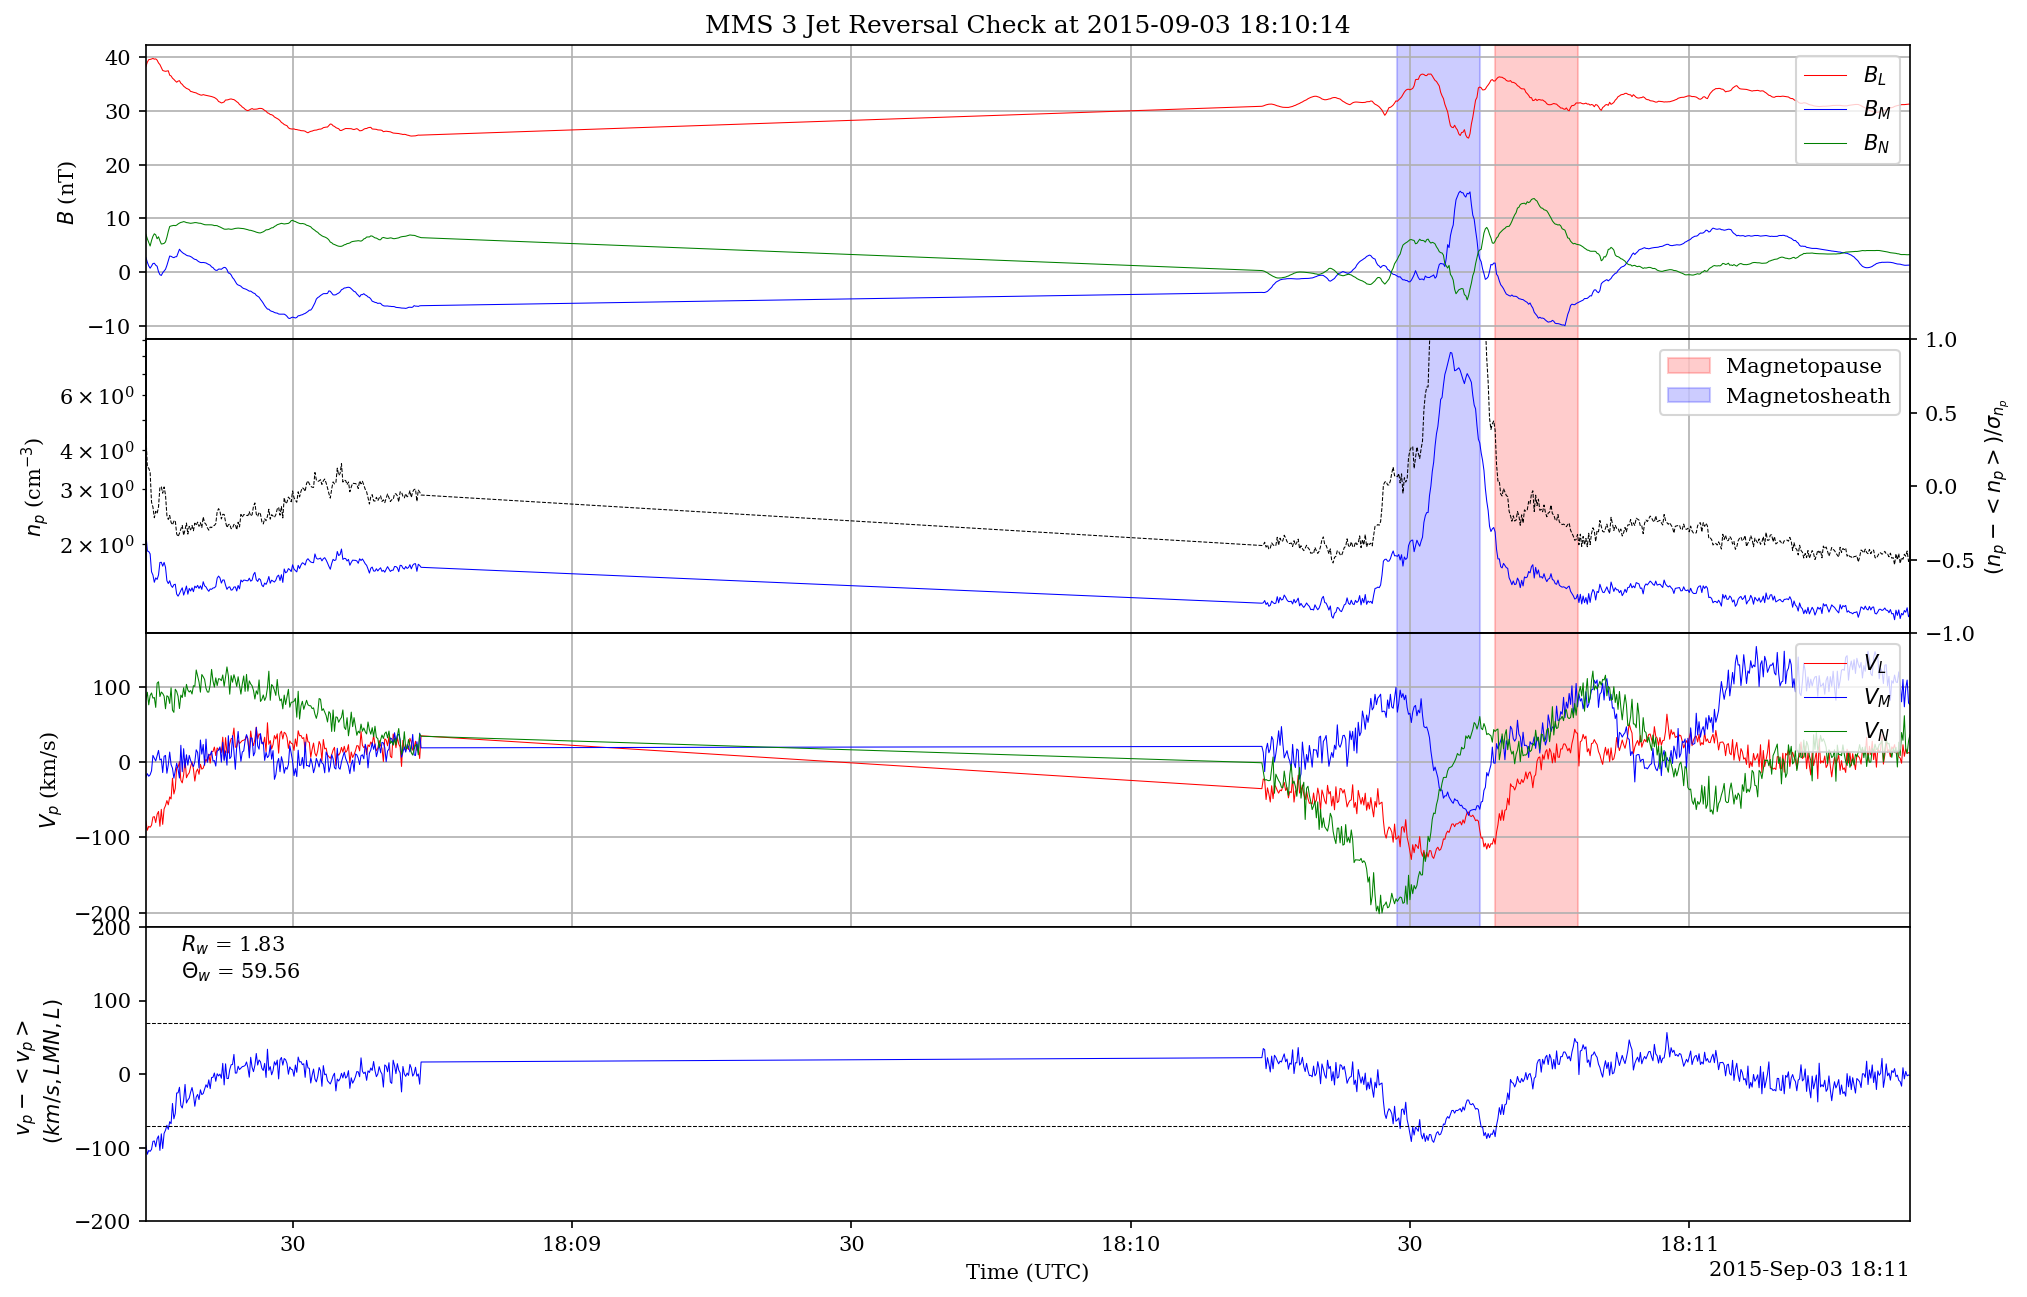 MMS 3 Jet Reversal Check at 2015-09-03 18:10:14
40
30
20
10
0
−10
B (nT)
B_L
B_M
B_N
6 × 10^0
4 × 10^0
3 × 10^0
2 × 10^0
n_p (cm^−3)
1.0
0.5
0.0
−0.5
−1.0
(n_p − < n_p >)/σ_{n_p}
Magnetopause
Magnetosheath
100
0
−100
−200
V_p (km/s)
V_L
V_M
V_N
200
100
0
−100
−200
v_p − < v_p >
(km/s, LMN, L)
R_w = 1.83
Θ_w = 59.56
30
18:09
30
18:10
30
18:11
Time (UTC)
2015-Sep-03 18:11